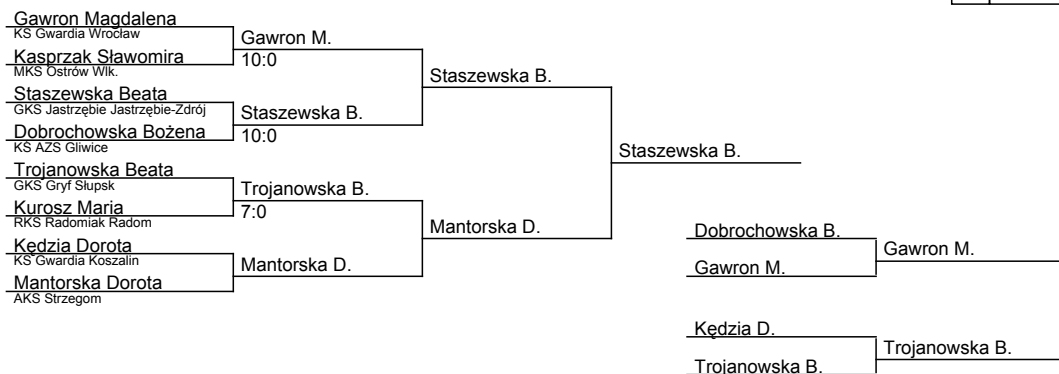 Gawron Magdalena
KS Gwardia Wrocław
Kasprzak Sławomira
MKS Ostrów Wlk.
Staszewska Beata
GKS Jastrzębie Jastrzębie-Zdrój
Dobrochowska Bożena
KS AZS Gliwice
Trojanowska Beata
GKS Gryf Słupsk
Kurosz Maria
RKS Radomiak Radom
Kędzia Dorota
KS Gwardia Koszalin
Mantorska Dorota
AKS Strzegom
Gawron M.
10:0
Staszewska B.
10:0
Trojanowska B.
7:0
Mantorska D.
Staszewska B.
Mantorska D.
Staszewska B.
Dobrochowska B.
Gawron M.
Gawron M.
Kędzia D.
Trojanowska B.
Trojanowska B.